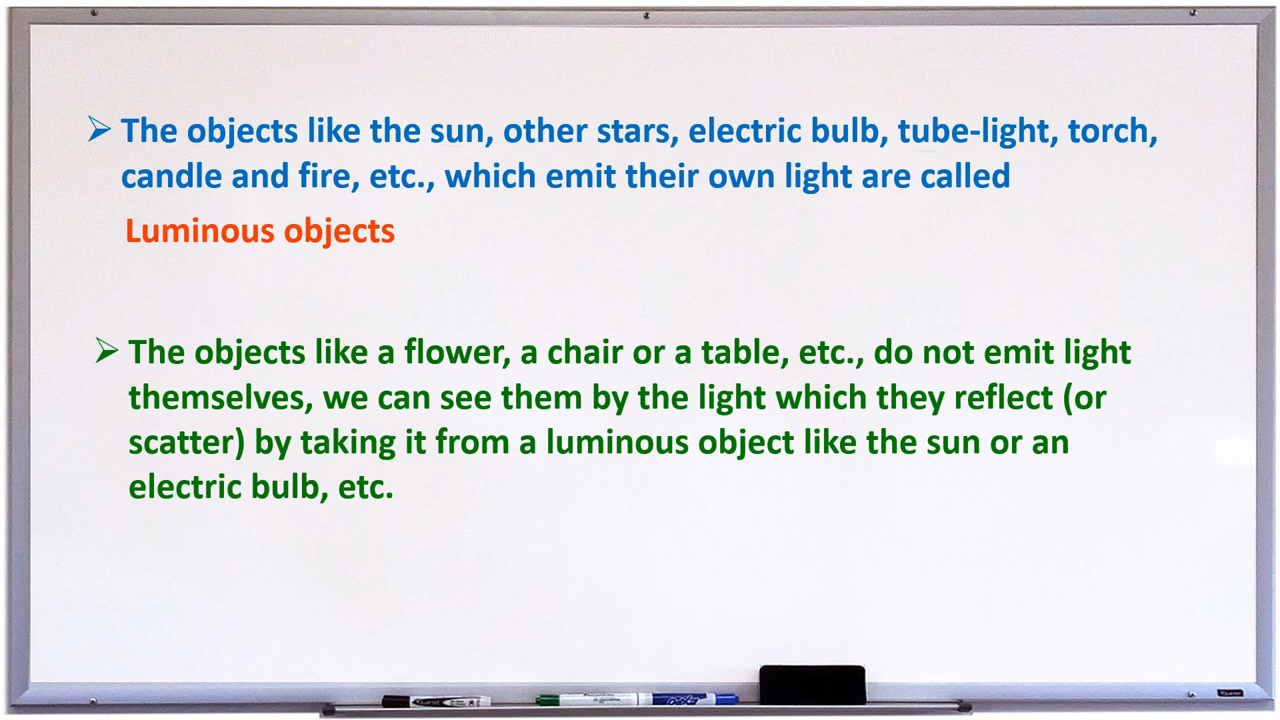 ➢ The objects like the sun, other stars, electric bulb, tube-light, torch,
candle and fire, etc., which emit their own light are called
Luminous objects
➢ The objects like a flower, a chair or a table, etc., do not emit light
themselves, we can see them by the light which they reflect (or
scatter) by taking it from a luminous object like the sun or an
electric bulb, etc.